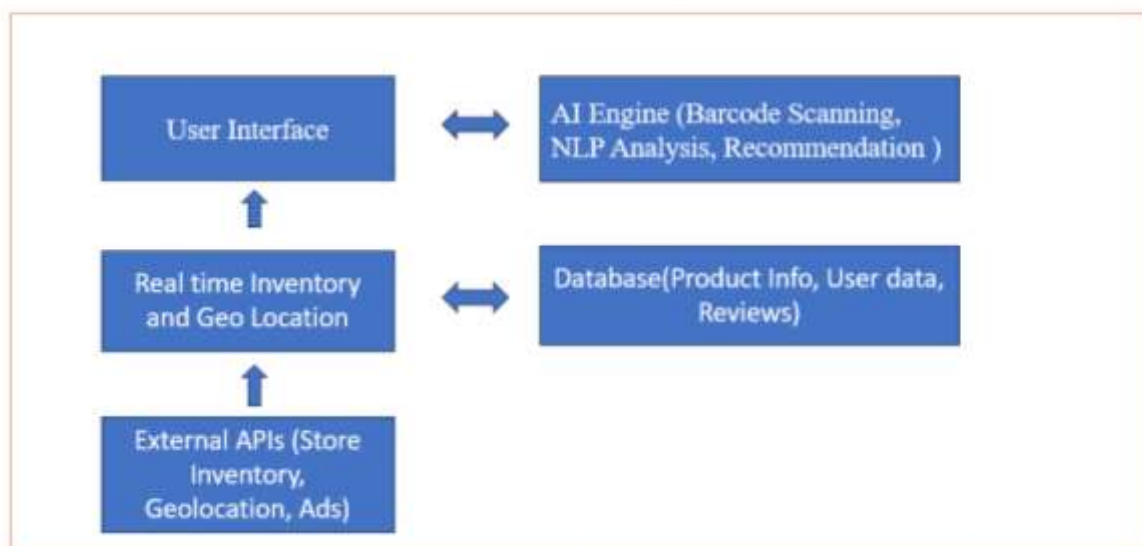 User Interface
AI Engine (Barcode Scanning,
NLP Analysis, Recommendation )
Real time Inventory
and Geo Location
Database(Product Info, User data,
Reviews)
External APIs (Store
Inventory,
Geolocation, Ads)